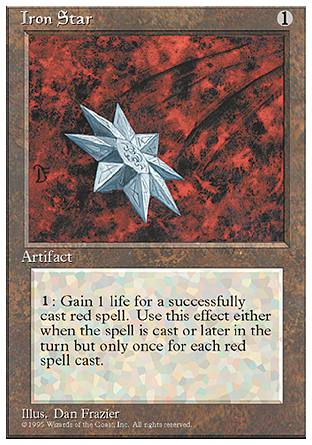 Iron Star 1
Artifact
1: Gain 1 life for a successfully
cast red spell. Use this effect either
when the spell is cast or later in the
turn but only once for each red
spell cast.
Illus. Dan Frazier
© 1995 Wizards of the Coast, Inc. All rights reserved.